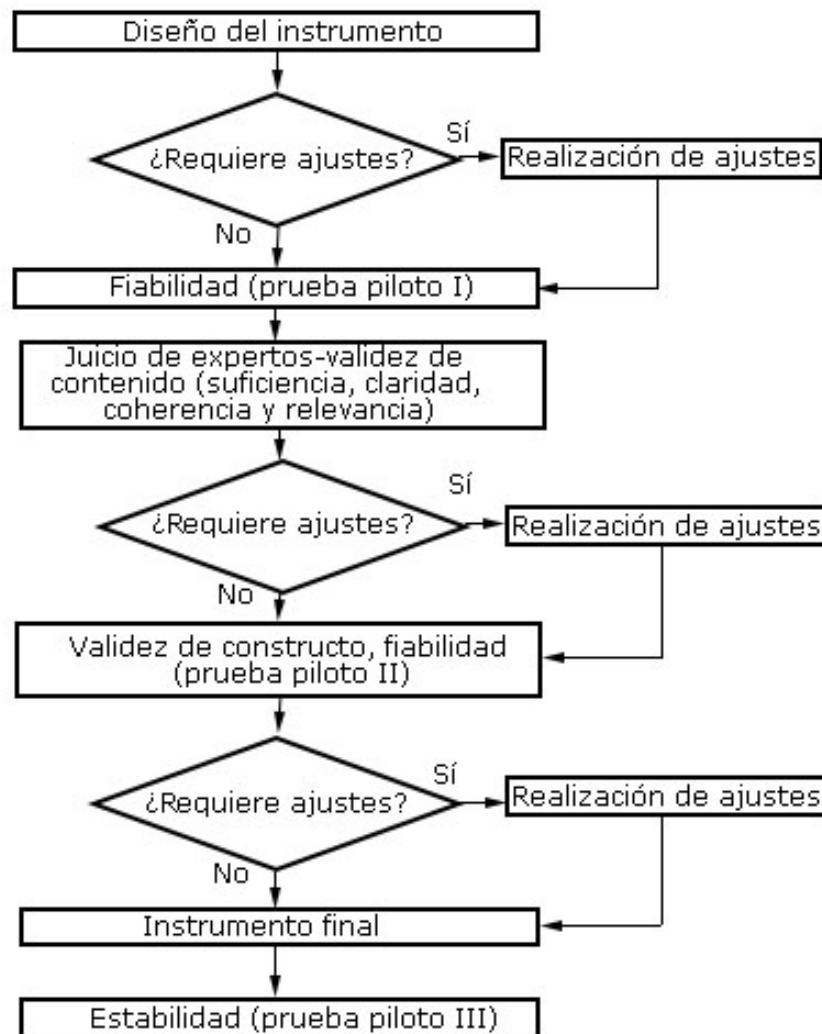 Diseño del instrumento
Sí
¿Requiere ajustes?
Realización de ajustes
No
Fiabilidad (prueba piloto I)
Juicio de expertos-validez de
contenido (suficiencia, claridad,
coherencia y relevancia)
Sí
¿Requiere ajustes?
Realización de ajustes
No
Validez de constructo, fiabilidad
(prueba piloto II)
Sí
¿Requiere ajustes?
Realización de ajustes
No
Instrumento final
Estabilidad (prueba piloto III)